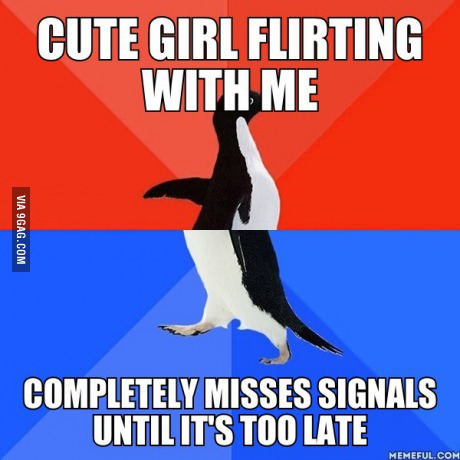 CUTE GIRL FLIRTING
WITH ME
VIA 9GAG.COM
COMPLETELY MISSES SIGNALS
UNTIL IT'S TOO LATE
MEMEFUL.COM